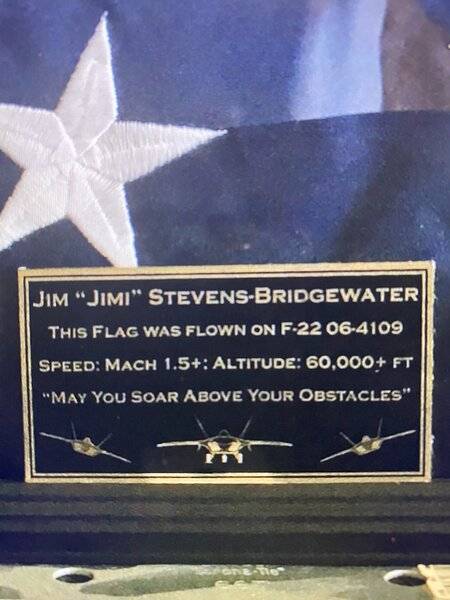 JIM "JIMI" STEVENS-BRIDGEWATER
THIS FLAG WAS FLOWN ON F-22 06-4109
SPEED: MACH 1.5+: ALTITUDE: 60,000+ FT
"MAY YOU SOAR ABOVE YOUR OBSTACLES"